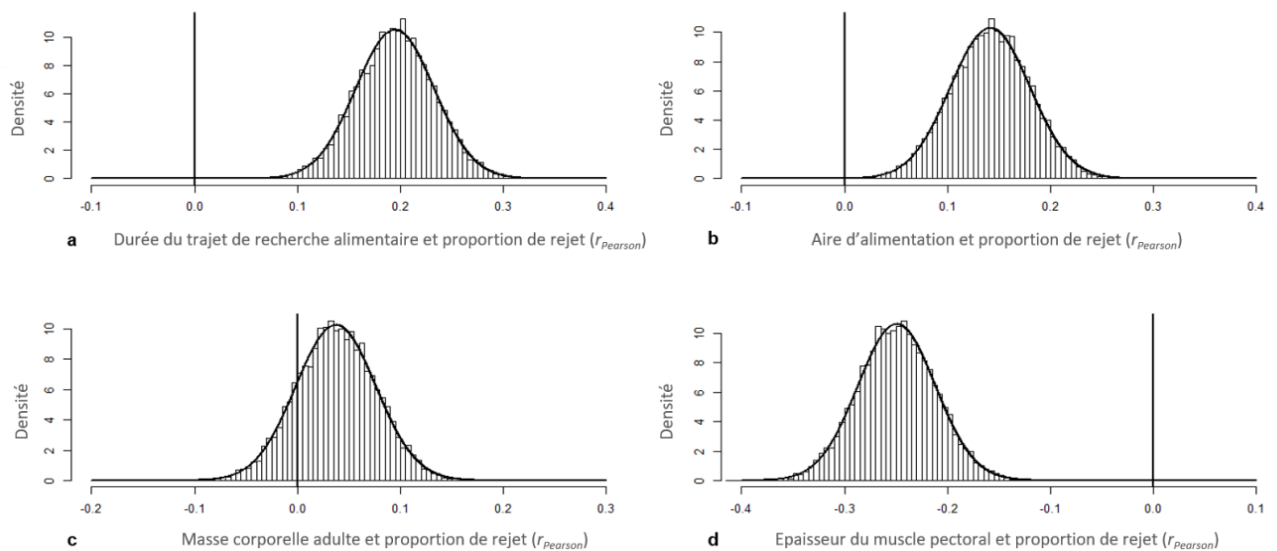 Densité
10
8
6
4
2
0
-0.1 0.0 0.1 0.2 0.3 0.4
a Durée du trajet de recherche alimentaire et proportion de rejet (rPearson)
Densité
10
8
6
4
2
0
-0.1 0.0 0.1 0.2 0.3 0.4
b Aire d’alimentation et proportion de rejet (rPearson)
Densité
10
8
6
4
2
0
-0.2 -0.1 0.0 0.1 0.2 0.3
c Masse corporelle adulte et proportion de rejet (rPearson)
Densité
10
8
6
4
2
0
-0.4 -0.3 -0.2 -0.1 0.0 0.1
d Epaisseur du muscle pectoral et proportion de rejet (rPearson)